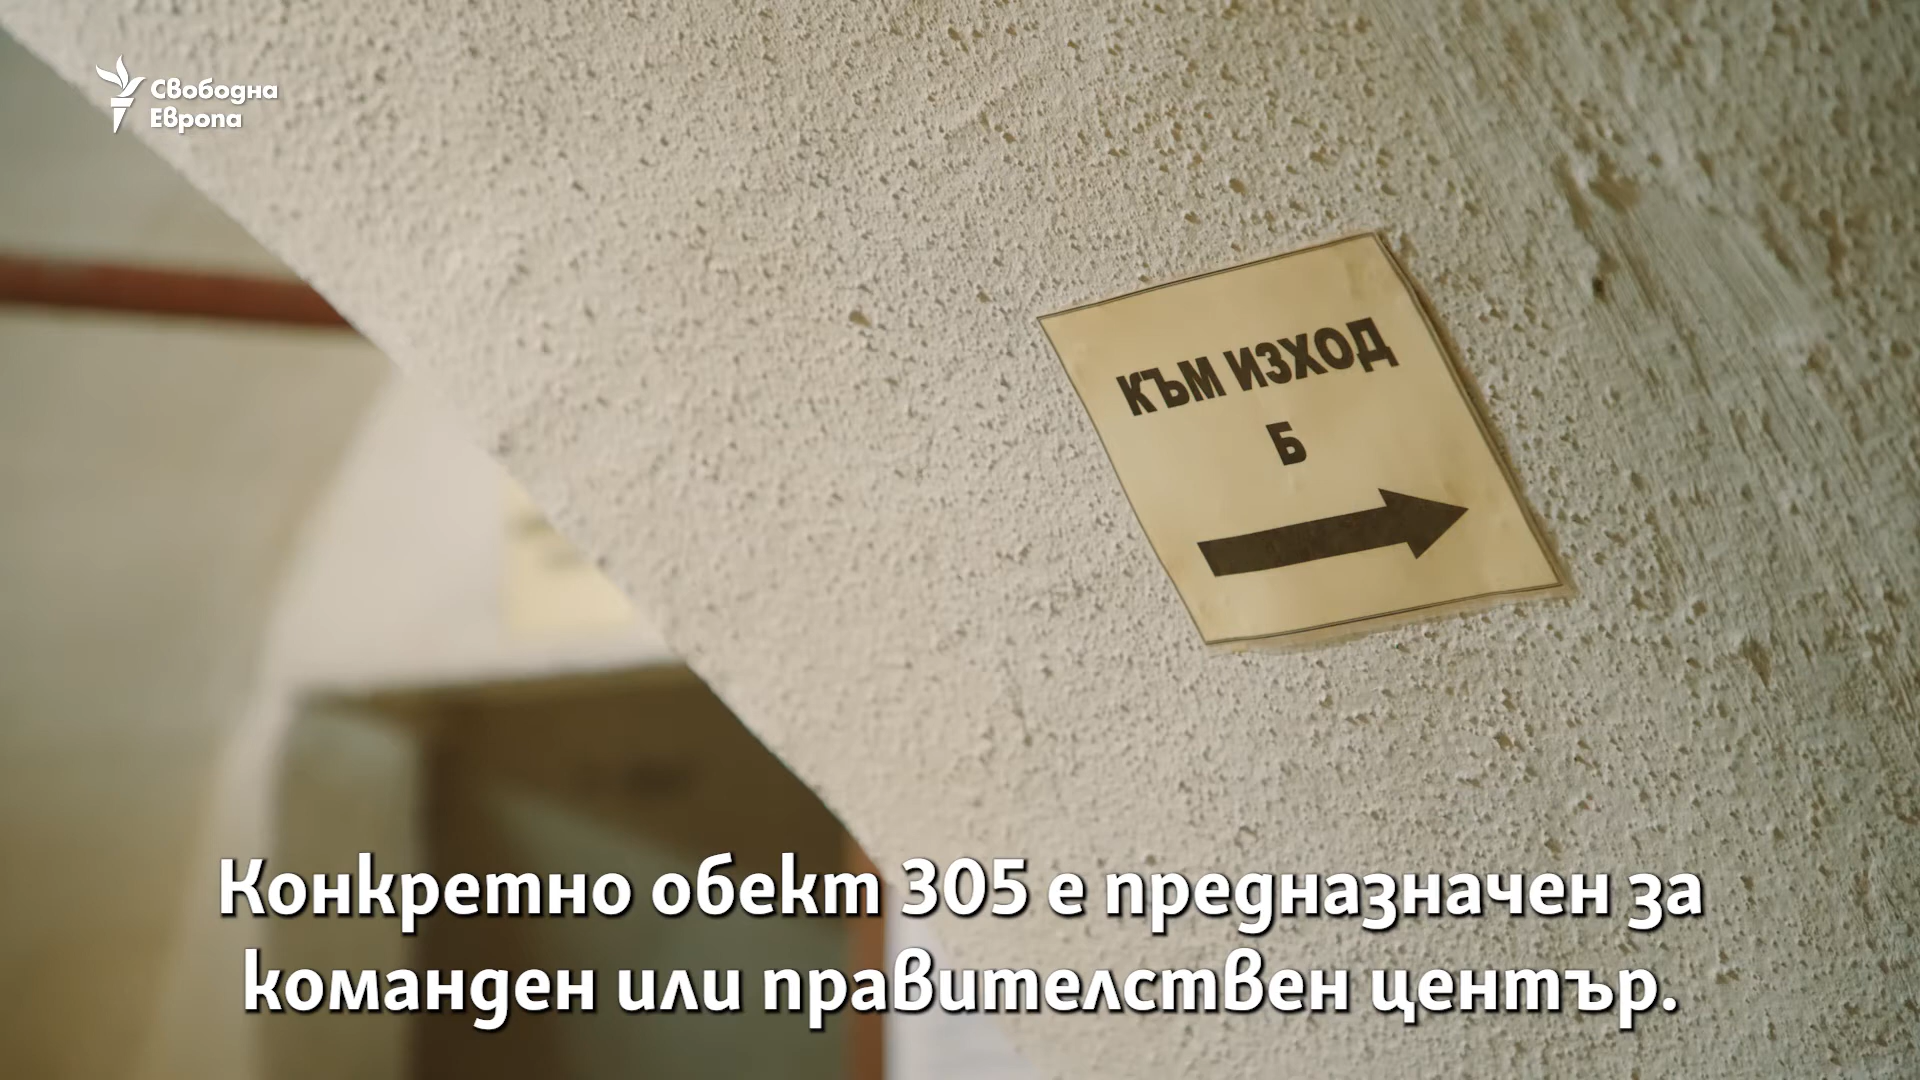 Свободна
Европа
КЪМ ИЗХОД
Б
Конкретно обект 305 е предназначен за
команден или правителствен център.